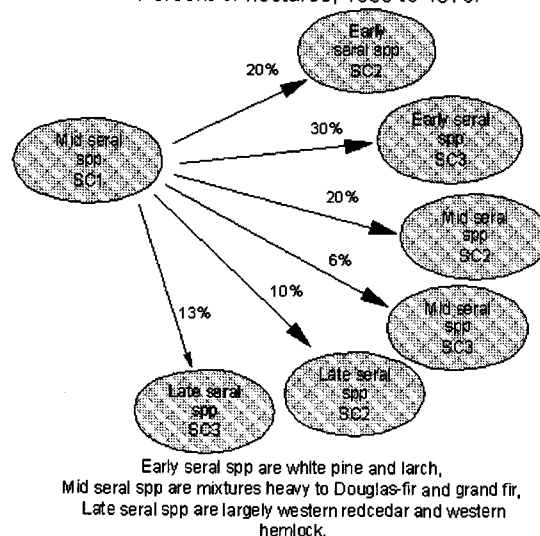 Percent of hectares, to
Early
seral spp
SC2
20%
Early seral
spp
SC3
30%
Mid seral
spp
SC1
20%
Mid seral
spp
SC2
6%
Mid seral
spp
SC3
10%
13%
Late seral
spp
SC2
Late seral
spp
SC3
Early seral spp are white pine and larch,
Mid seral spp are mixtures heavy to Douglas-fir and grand fir,
Late seral spp are largely western redcedar and western
hemlock.